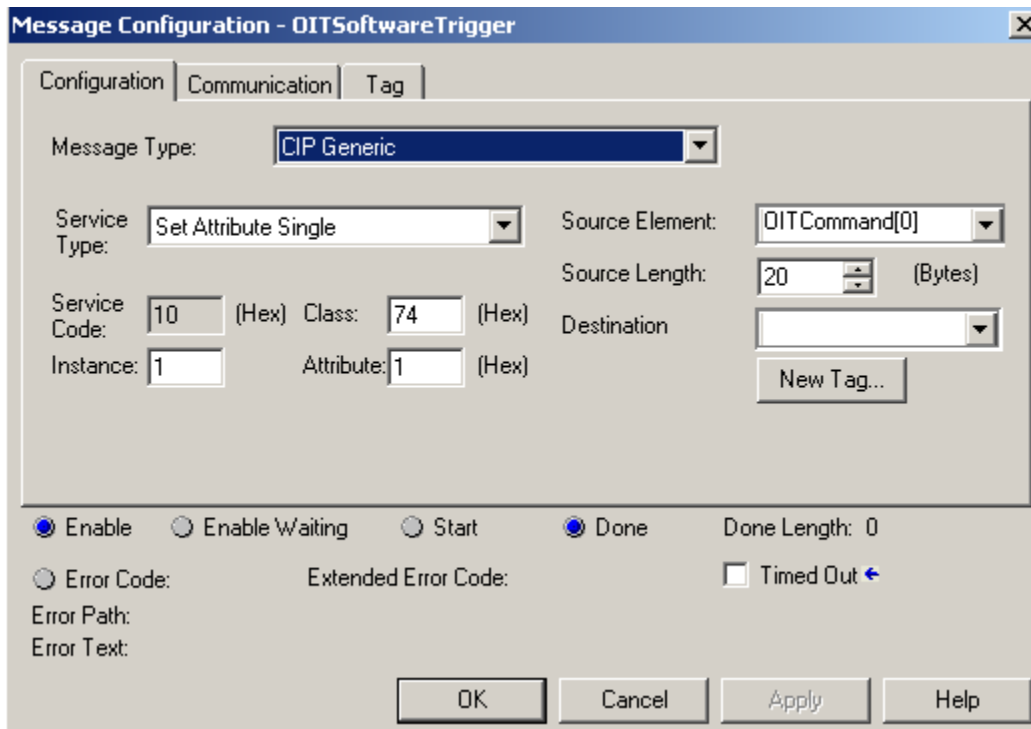 Message Configuration - OITSoftwareTrigger
Configuration Communication Tag
Message Type: CIP Generic
Service Type: Set Attribute Single
Source Element: OITCommand[0]
Source Length: 20 (Bytes)
Service Code: 10 (Hex) Class: 74 (Hex)
Destination
Instance: 1 Attribute: 1 (Hex)
New Tag...
Enable Enable Waiting Start Done Done Length: 0
Error Code: Extended Error Code: Timed Out
Error Path:
Error Text:
OK Cancel Apply Help